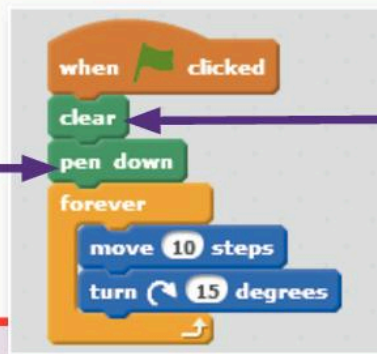 when clicked
clear
pen down
forever
move 10 steps
turn 15 degrees